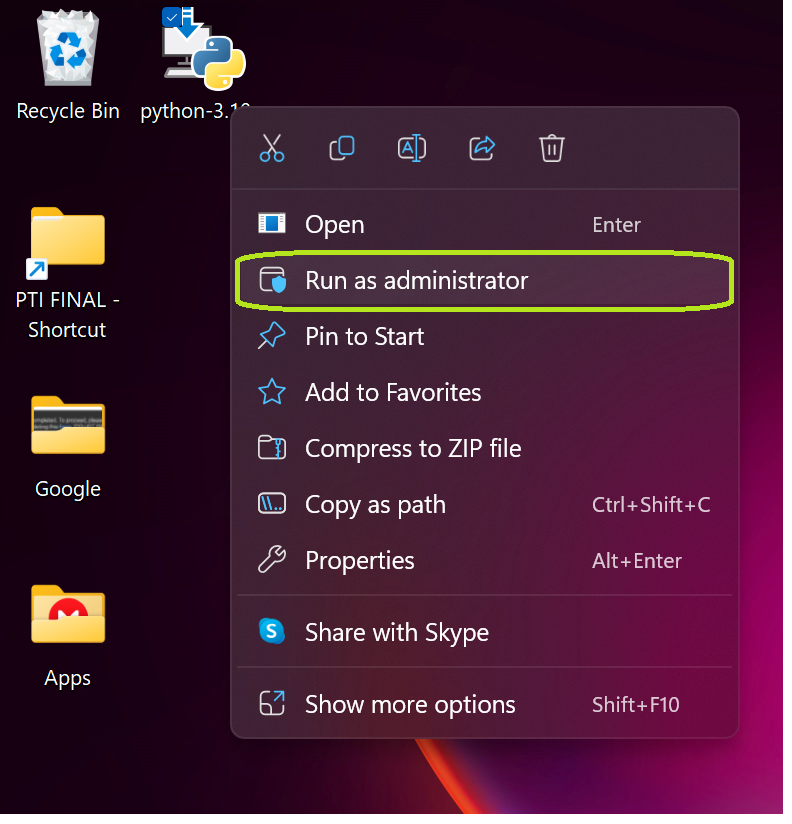 Recycle Bin
python-3.10
Open Enter
Run as administrator
PTI FINAL -
Shortcut
Pin to Start
Add to Favorites
Compress to ZIP file
Google
Copy as path Ctrl+Shift+C
Properties Alt+Enter
Share with Skype
Apps
Show more options Shift+F10